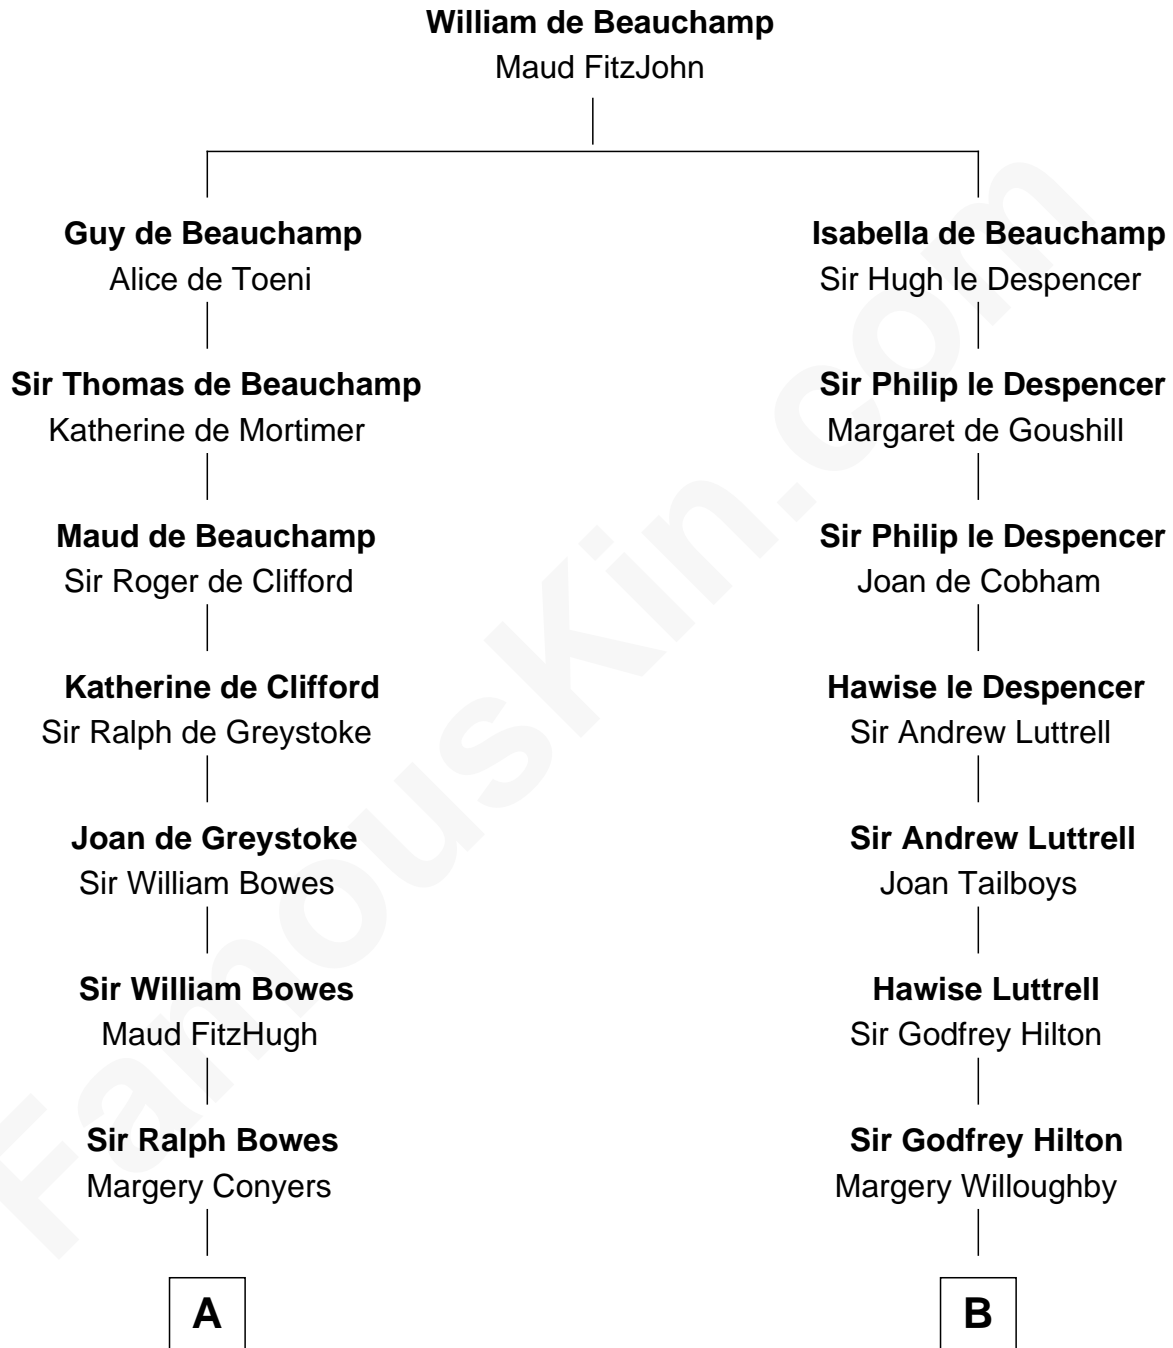 William de Beauchamp
Maud FitzJohn
Guy de Beauchamp
Alice de Toeni
Isabella de Beauchamp
Sir Hugh le Despencer
Sir Thomas de Beauchamp
Katherine de Mortimer
Sir Philip le Despencer
Margaret de Goushill
Maud de Beauchamp
Sir Roger de Clifford
Sir Philip le Despencer
Joan de Cobham
Katherine de Clifford
Sir Ralph de Greystoke
Hawise le Despencer
Sir Andrew Luttrell
Joan de Greystoke
Sir William Bowes
Sir Andrew Luttrell
Joan Tailboys
Sir William Bowes
Maud FitzHugh
Hawise Luttrell
Sir Godfrey Hilton
Sir Ralph Bowes
Margery Conyers
Sir Godfrey Hilton
Margery Willoughby
A
B
FamousKin.com